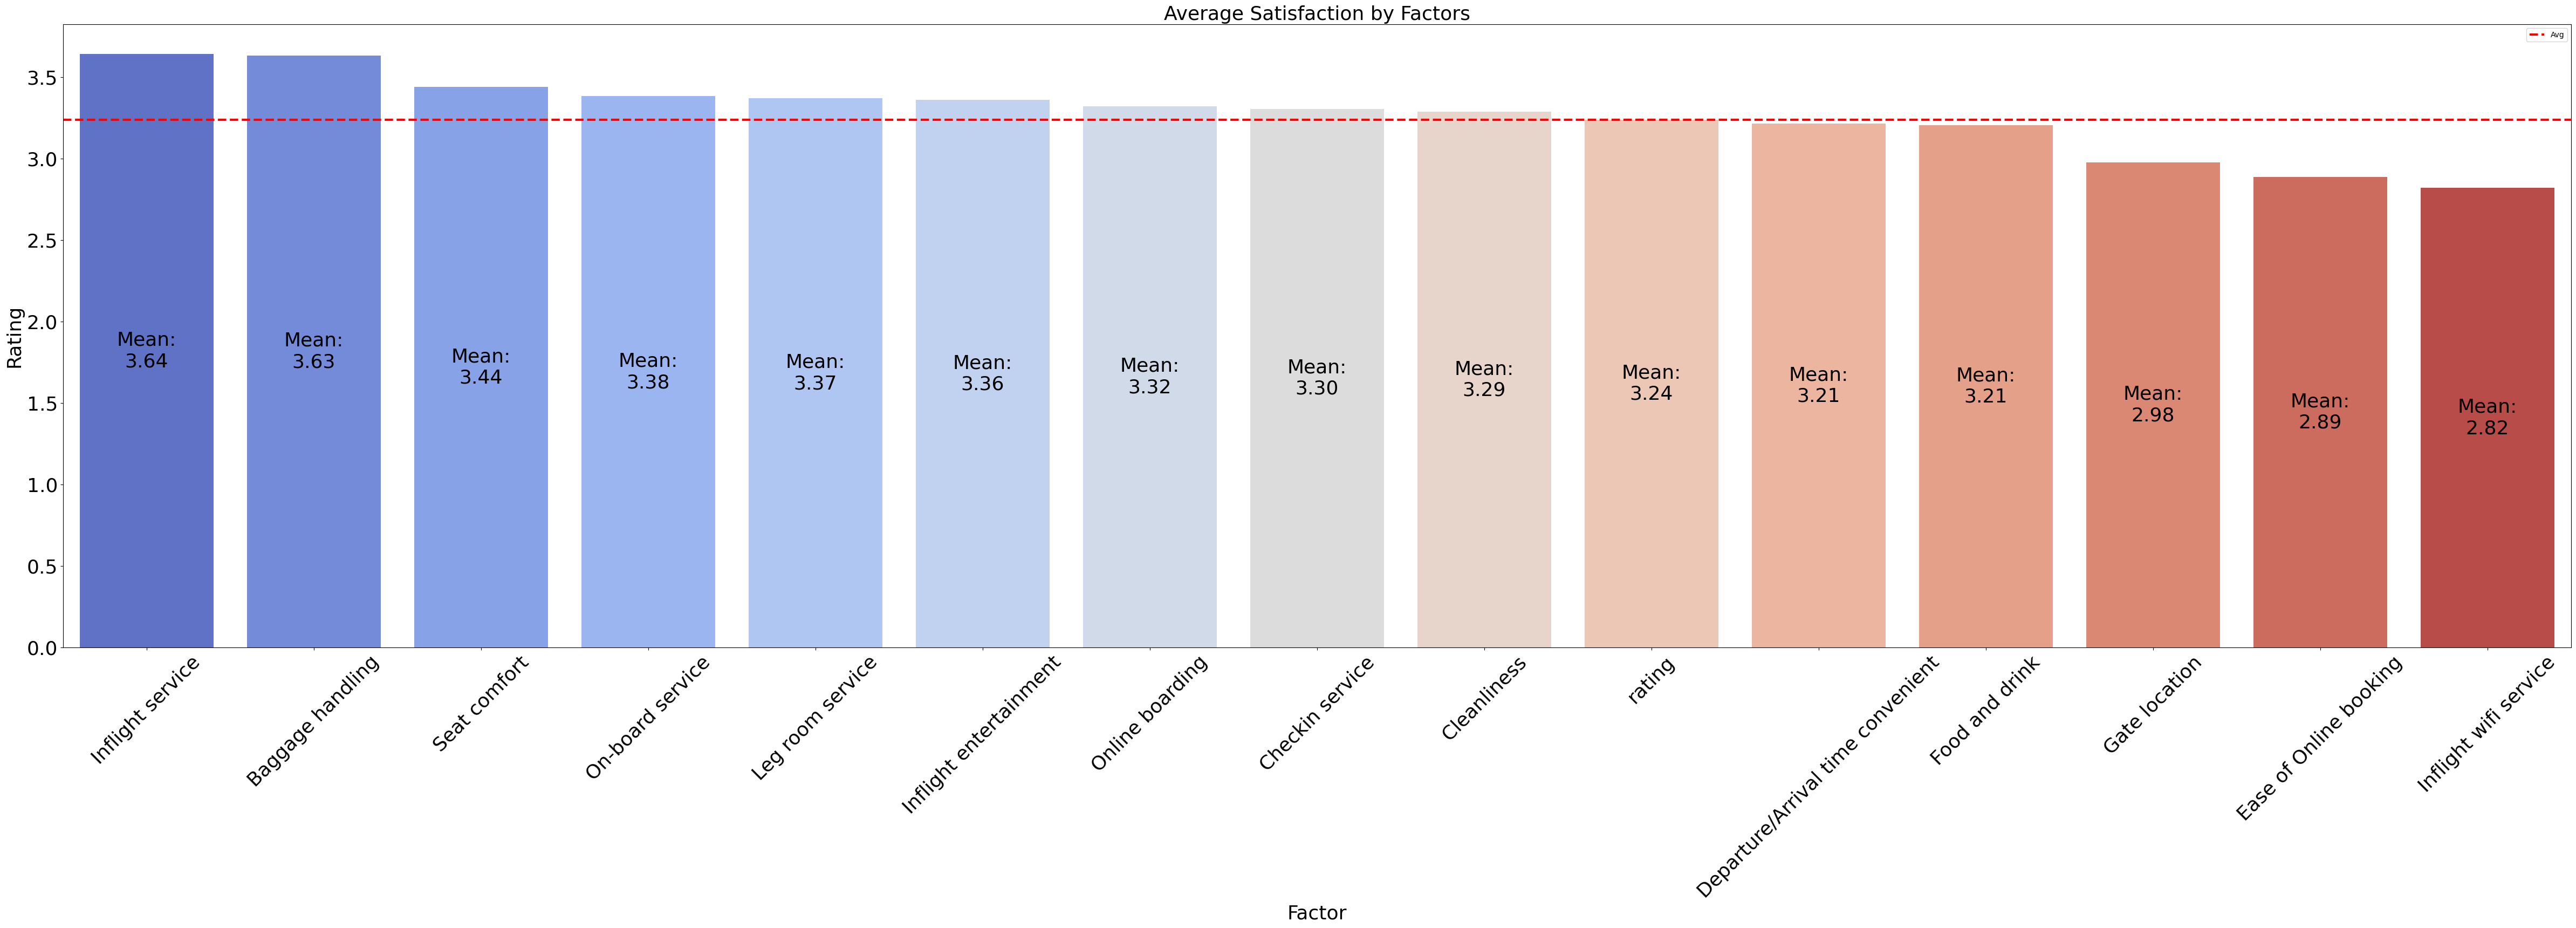 Average Satisfaction by Factors
Avg
Rating
3.5
3.0
2.5
2.0
1.5
1.0
0.5
0.0
Mean:
3.64
Mean:
3.63
Mean:
3.44
Mean:
3.38
Mean:
3.37
Mean:
3.36
Mean:
3.32
Mean:
3.30
Mean:
3.29
Mean:
3.24
Mean:
3.21
Mean:
3.21
Mean:
2.98
Mean:
2.89
Mean:
2.82
Inflight service
Baggage handling
Seat comfort
On-board service
Leg room service
Inflight entertainment
Online boarding
Checkin service
Cleanliness
rating
Departure/Arrival time convenient
Food and drink
Gate location
Ease of Online booking
Inflight wifi service
Factor